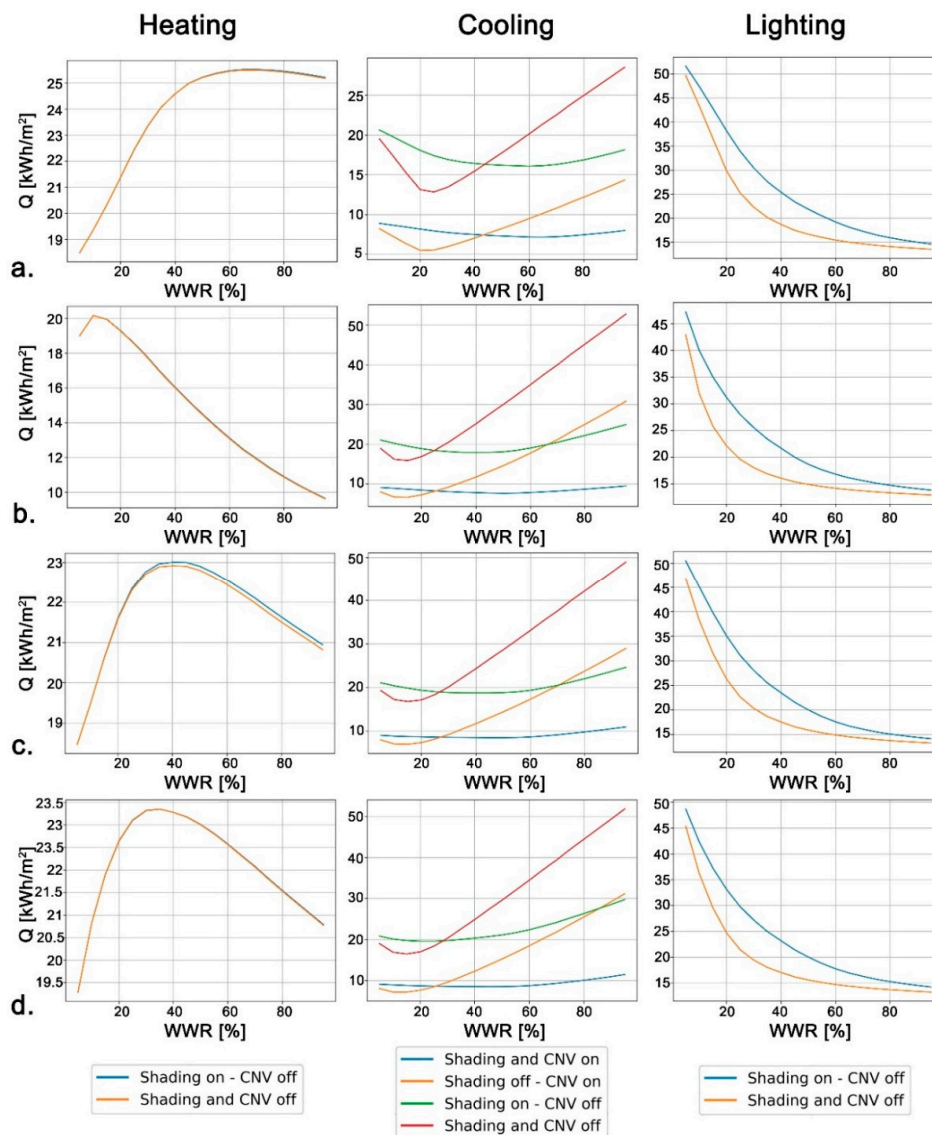 Heating Cooling Lighting
Q [kWh/m²]
25
24
23
22
21
20
19
20 40 60 80
WWR [%]
a.
25
20
15
10
5
20 40 60 80
WWR [%]
50
45
40
35
30
25
20
15
20 40 60 80
WWR [%]
Q [kWh/m²]
20
18
16
14
12
10
20 40 60 80
WWR [%]
b.
50
40
30
20
10
20 40 60 80
WWR [%]
45
40
35
30
25
20
15
20 40 60 80
WWR [%]
Q [kWh/m²]
23
22
21
20
19
20 40 60 80
WWR [%]
c.
50
40
30
20
10
20 40 60 80
WWR [%]
50
45
40
35
30
25
20
15
20 40 60 80
WWR [%]
Q [kWh/m²]
23.5
23
22.5
22
21.5
21
20.5
20
19.5
20 40 60 80
WWR [%]
d.
50
40
30
20
10
20 40 60 80
WWR [%]
50
45
40
35
30
25
20
15
20 40 60 80
WWR [%]
Shading on - CNV off
Shading and CNV off
Shading and CNV on
Shading off - CNV on
Shading on - CNV off
Shading and CNV off
Shading on - CNV off
Shading and CNV off